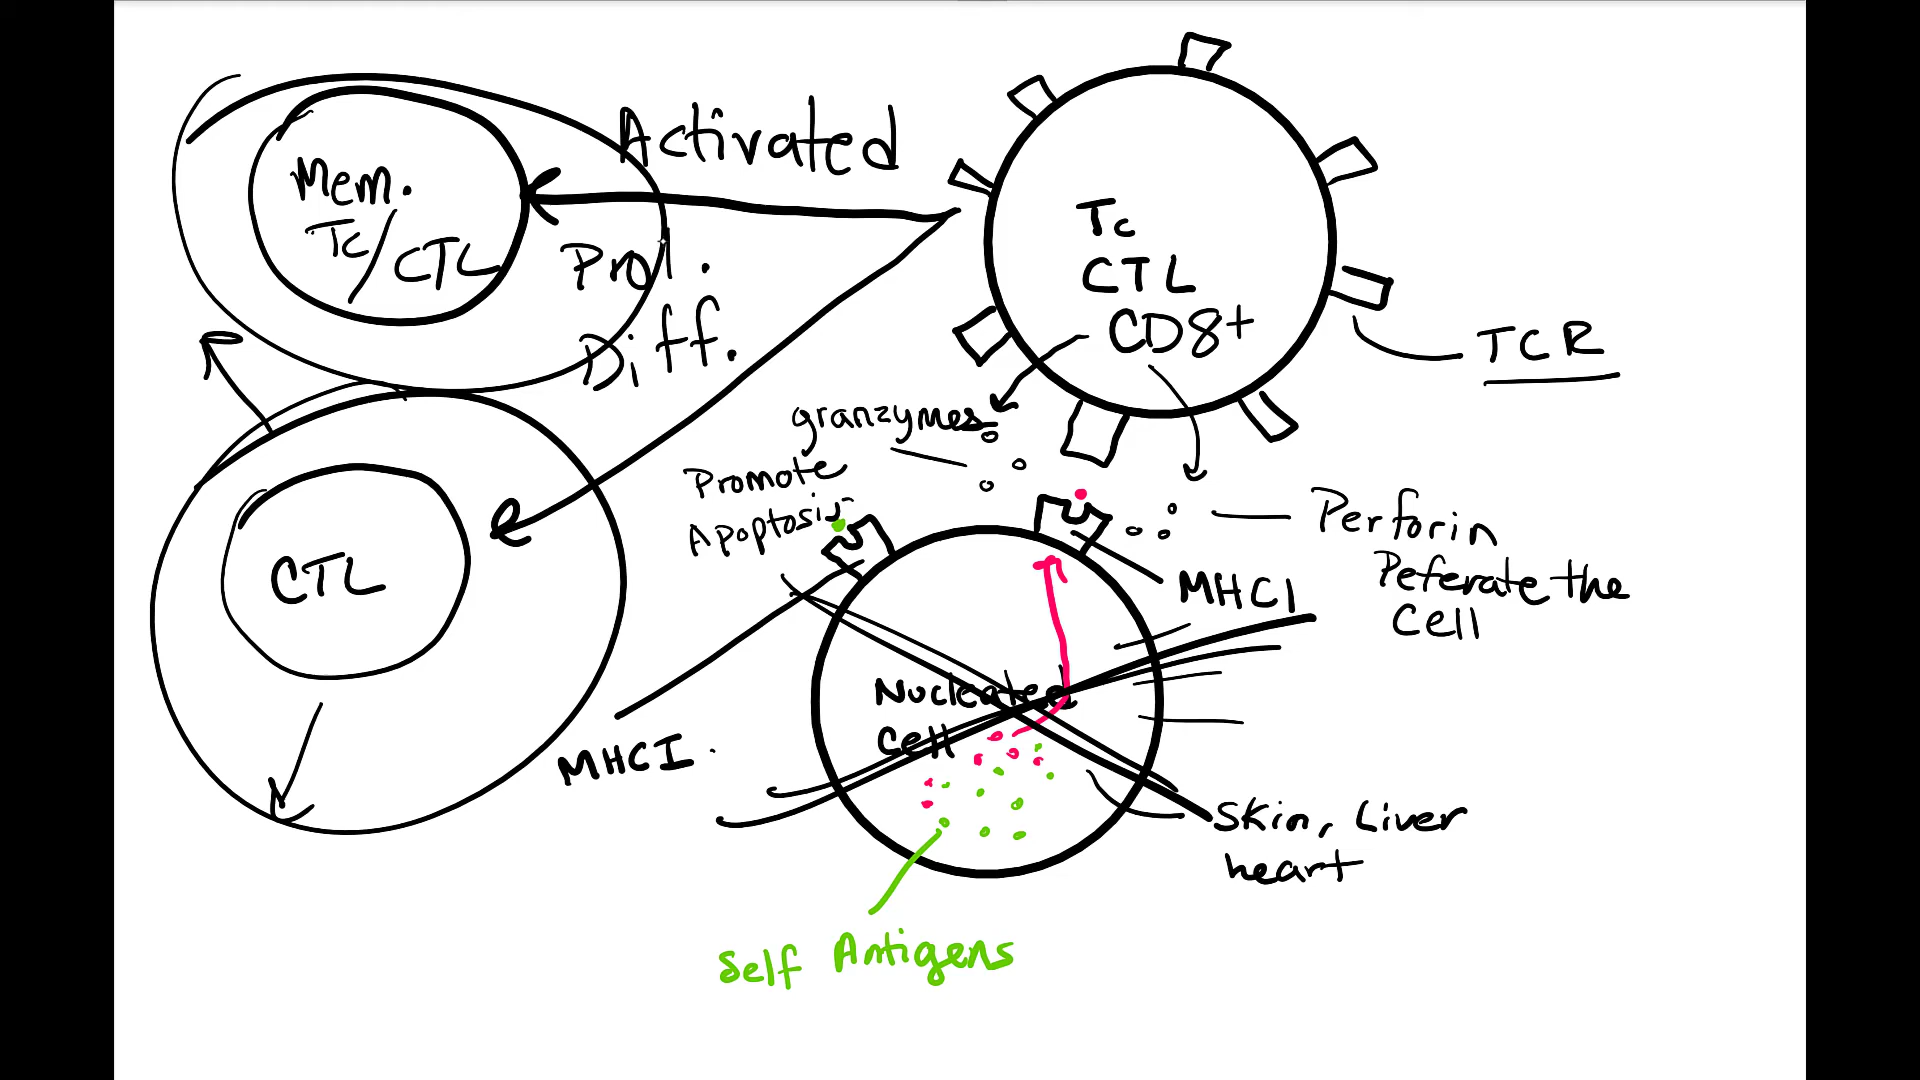 Activated
Mem.
Tc/CTL
Prol.
Diff.
Tc
CTL
CD8+
TCR
granzymes
Promote
Apoptosis
Perforin
Peferate the
Cell
MHCI
CTL
Nucleated
Cell
MHCI
Skin, Liver
heart
Self Antigens